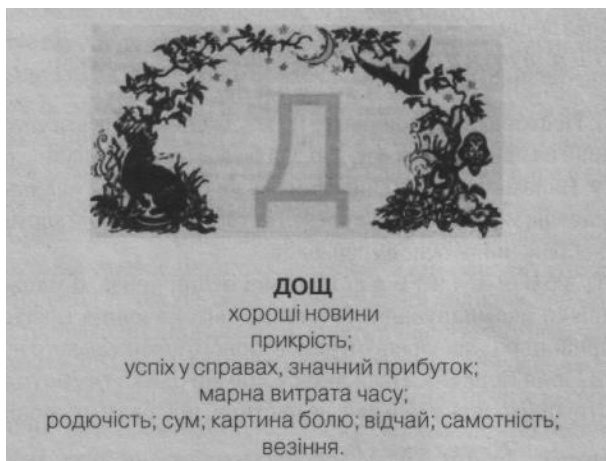 Д
ДОЩ
хороші новини
прикрість;
успіх у справах, значний прибуток;
марна витрата часу;
родючість; сум; картина болю; відчай; самотність;
везіння.